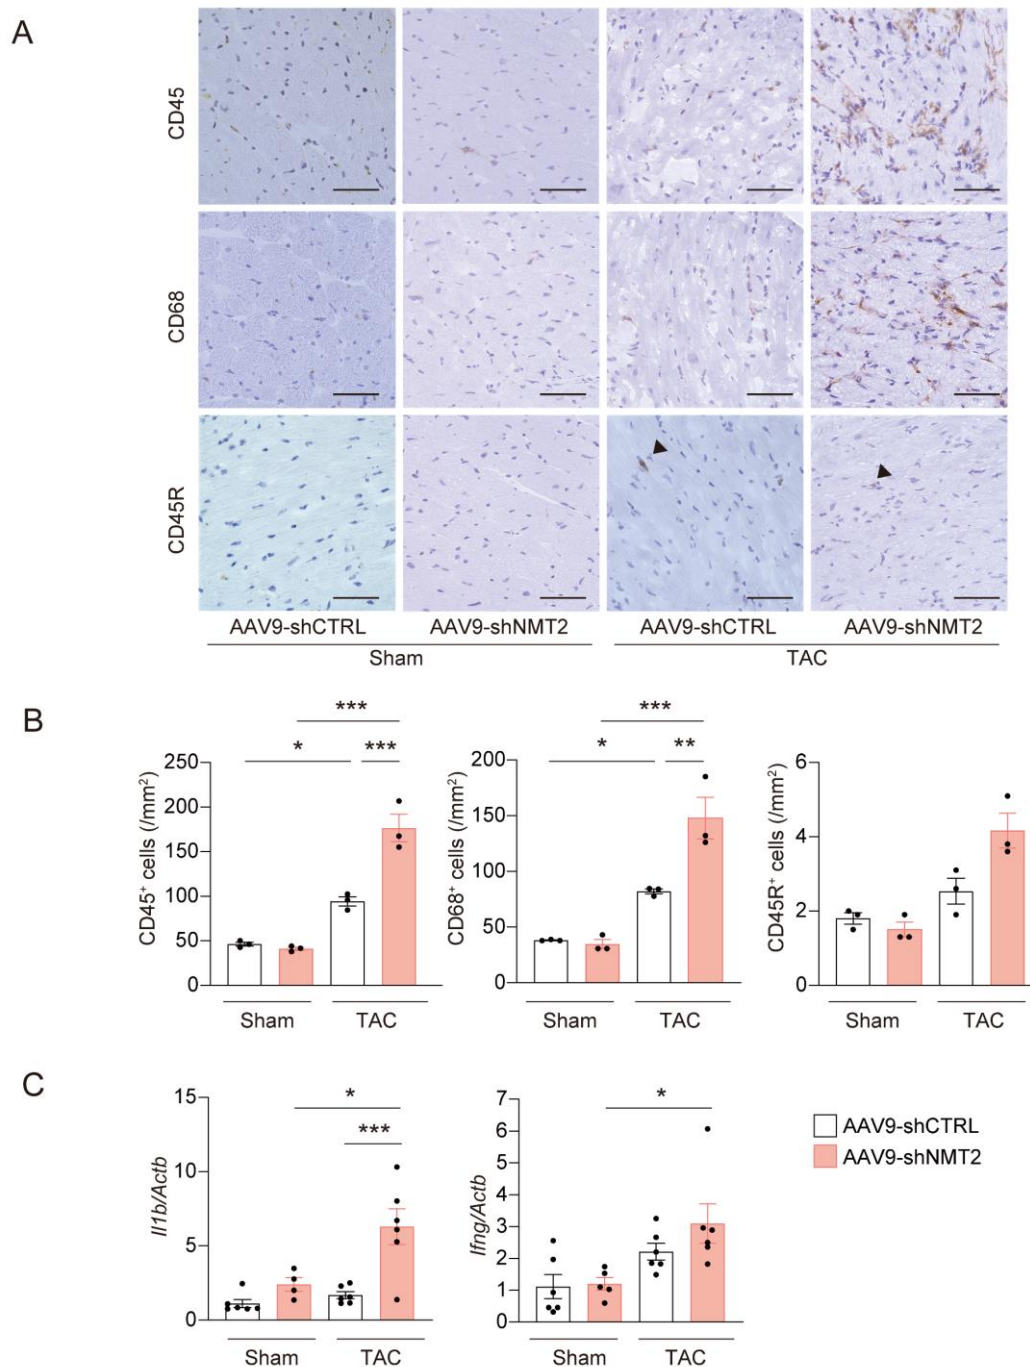 A
CD45
CD68
CD45R
AAV9-shCTRL AAV9-shNMT2 AAV9-shCTRL AAV9-shNMT2
Sham TAC
B
CD45⁺ cells (/mm²)
250
200
150
100
50
0
*
***
***
Sham TAC
CD68⁺ cells (/mm²)
200
150
100
50
0
*
***
**
Sham TAC
CD45R⁺ cells (/mm²)
6
4
2
0
Sham TAC
C
Il1b/Actb
15
10
5
0
*
***
Sham TAC
Ifng/Actb
7
6
5
4
3
2
1
0
*
Sham TAC
AAV9-shCTRL
AAV9-shNMT2